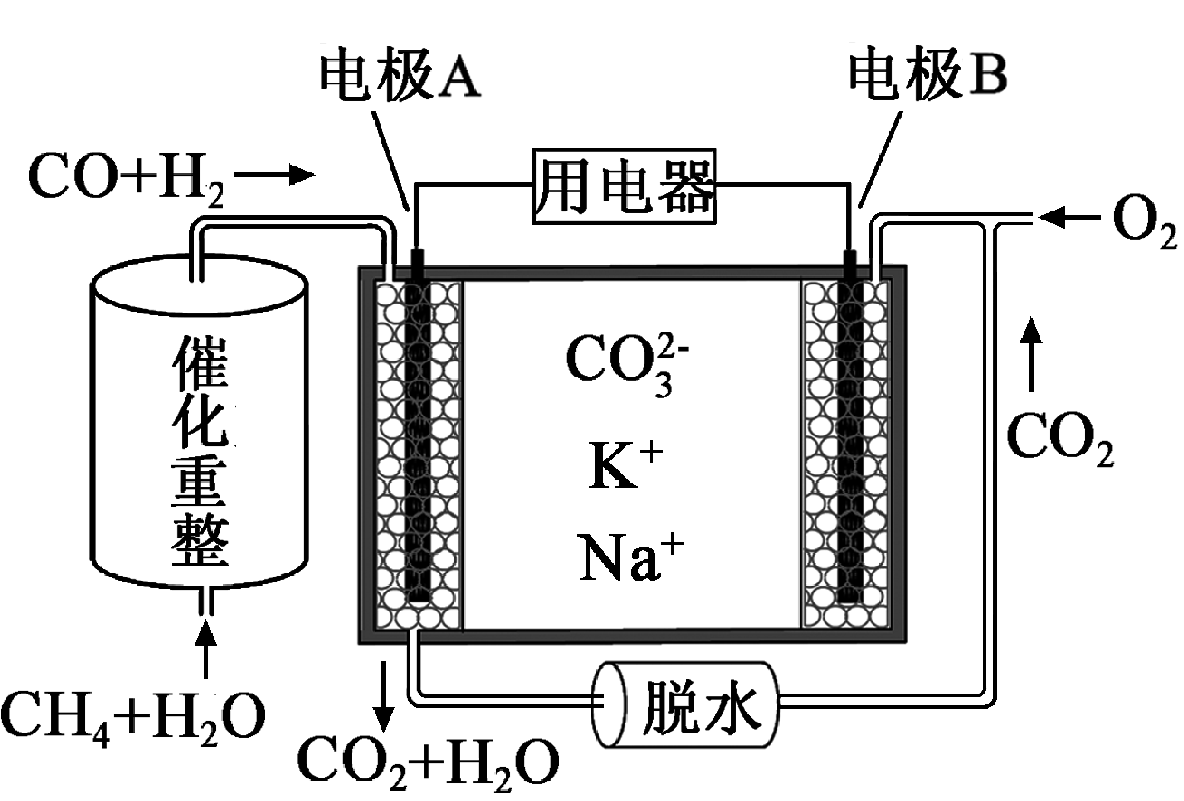 电极A
电极B
CO+H₂
用电器
O₂
催化重整
CO₃²⁻
K⁺
Na⁺
CO₂
CH₄+H₂O
脱水
CO₂+H₂O